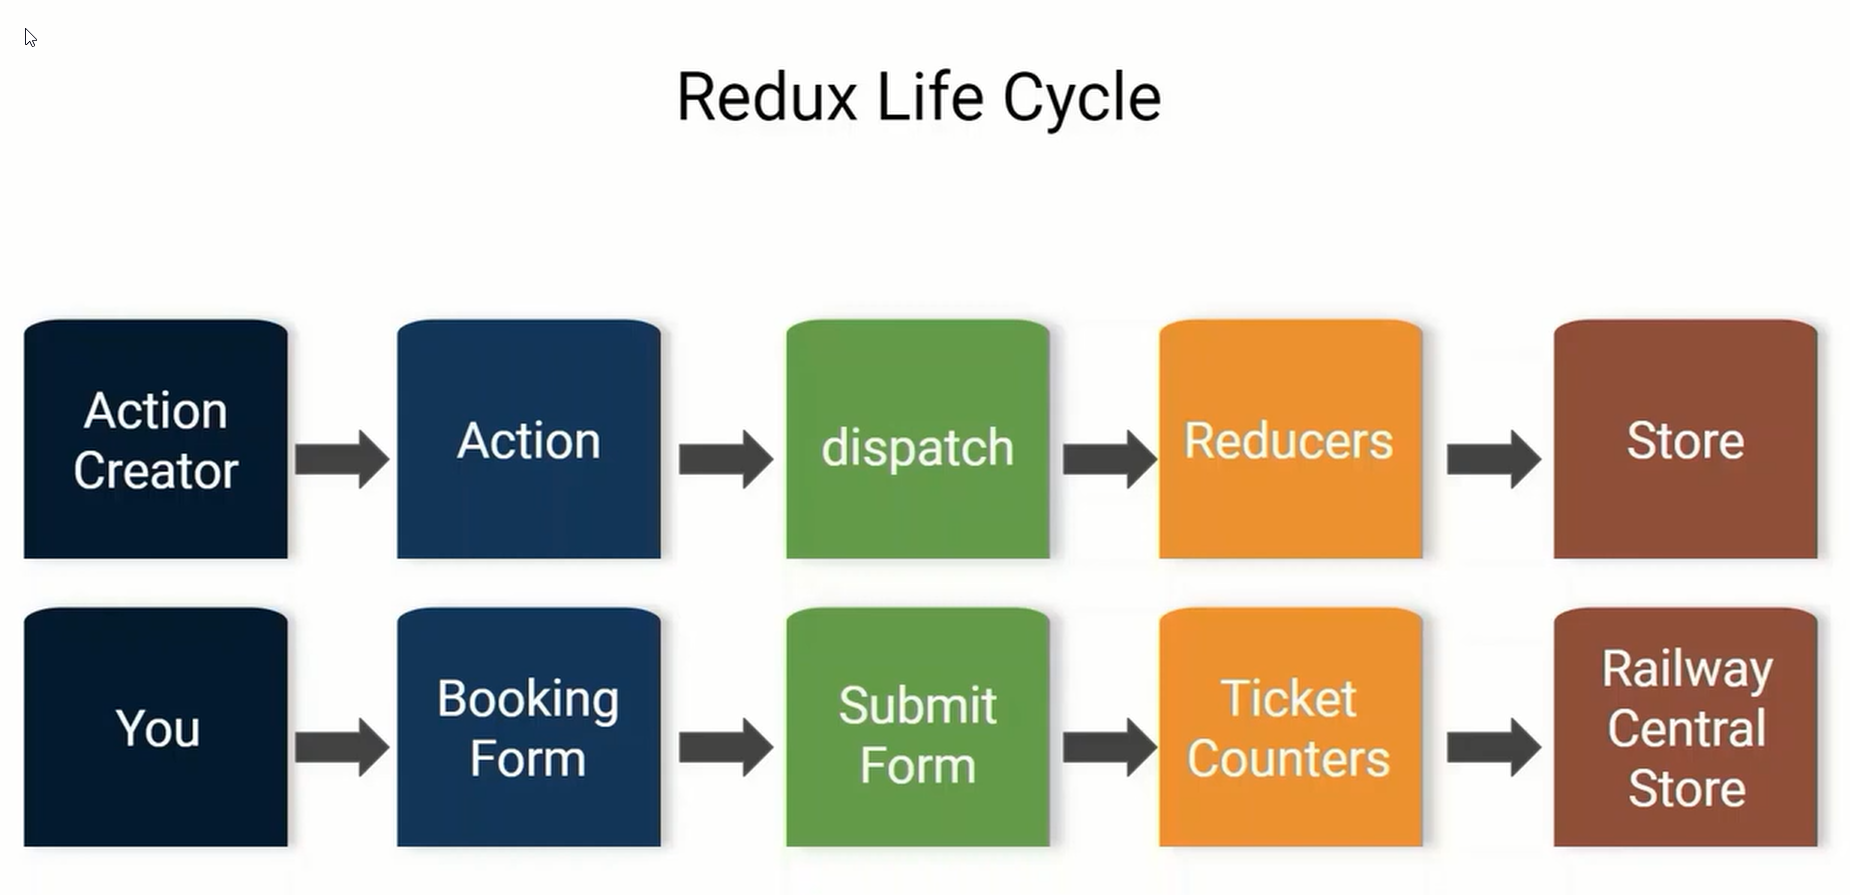 Redux Life Cycle
Action
Creator
Action
dispatch
Reducers
Store
You
Booking
Form
Submit
Form
Ticket
Counters
Railway
Central
Store